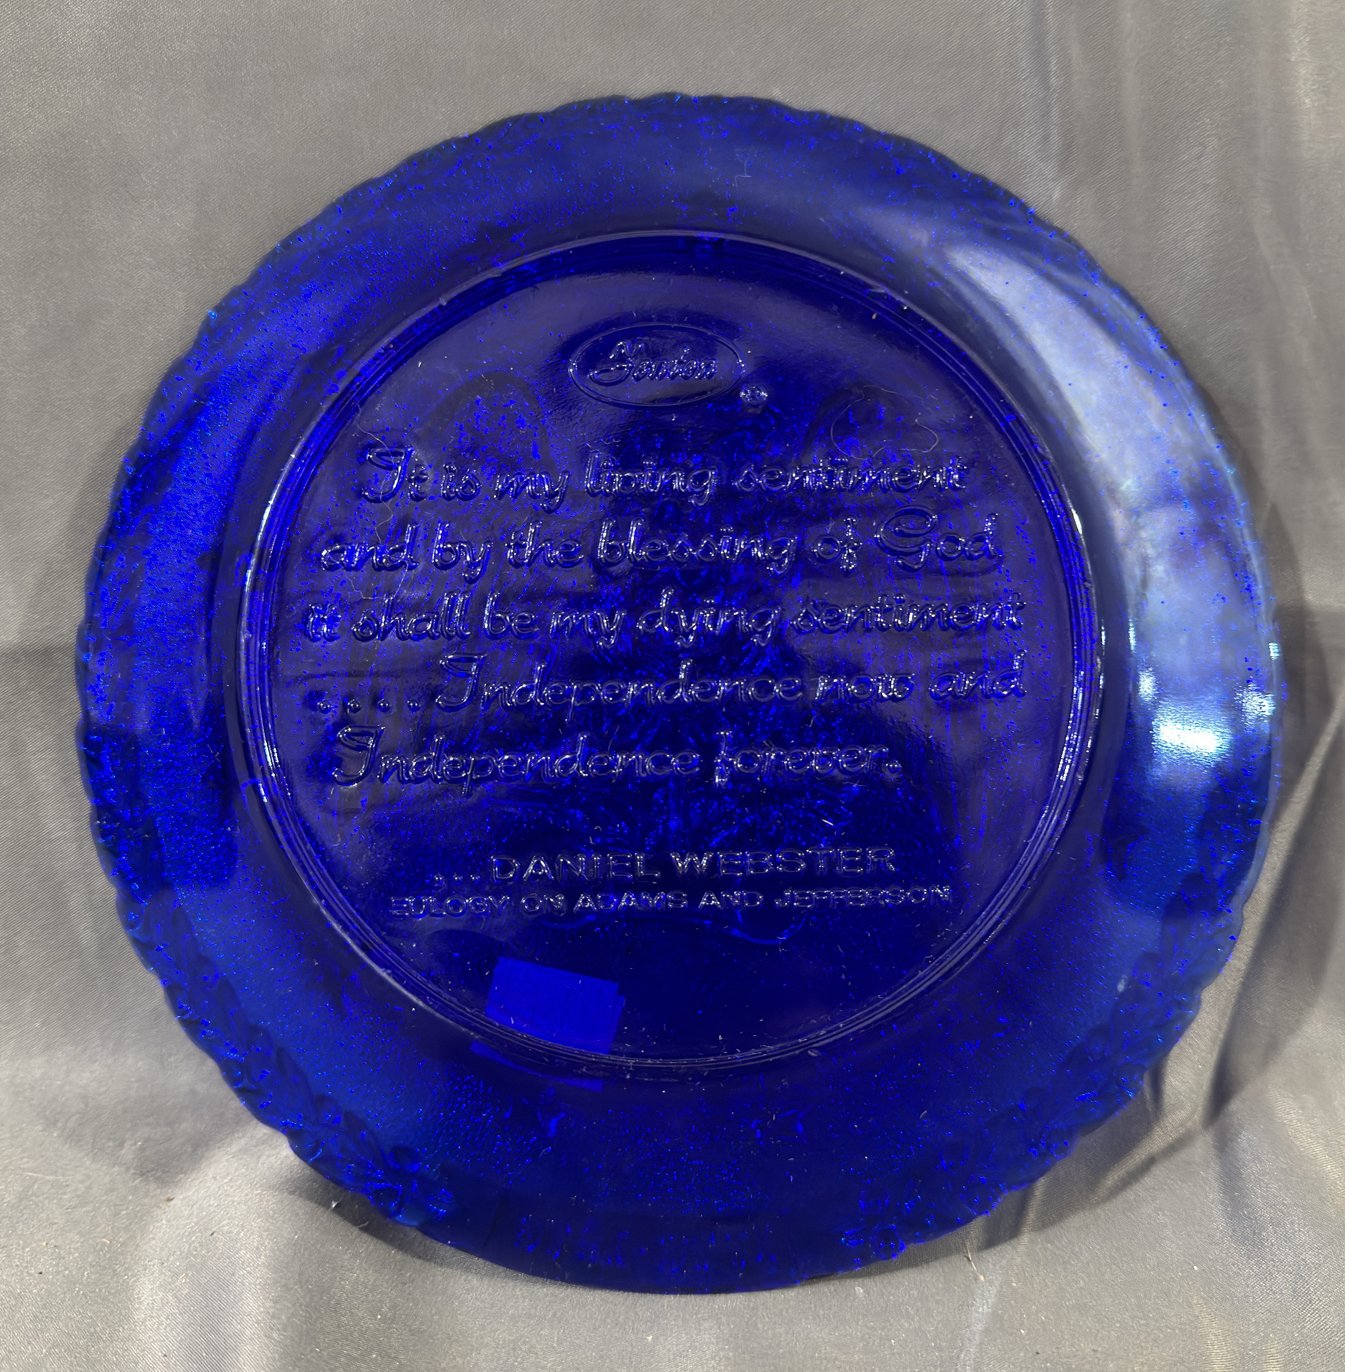 Fenton
®
It is my living sentiment
and by the blessing of God
it shall be my dying sentiment
. . . . Independence now and
Independence forever.
...DANIEL WEBSTER
EULOGY ON ADAMS AND JEFFERSON